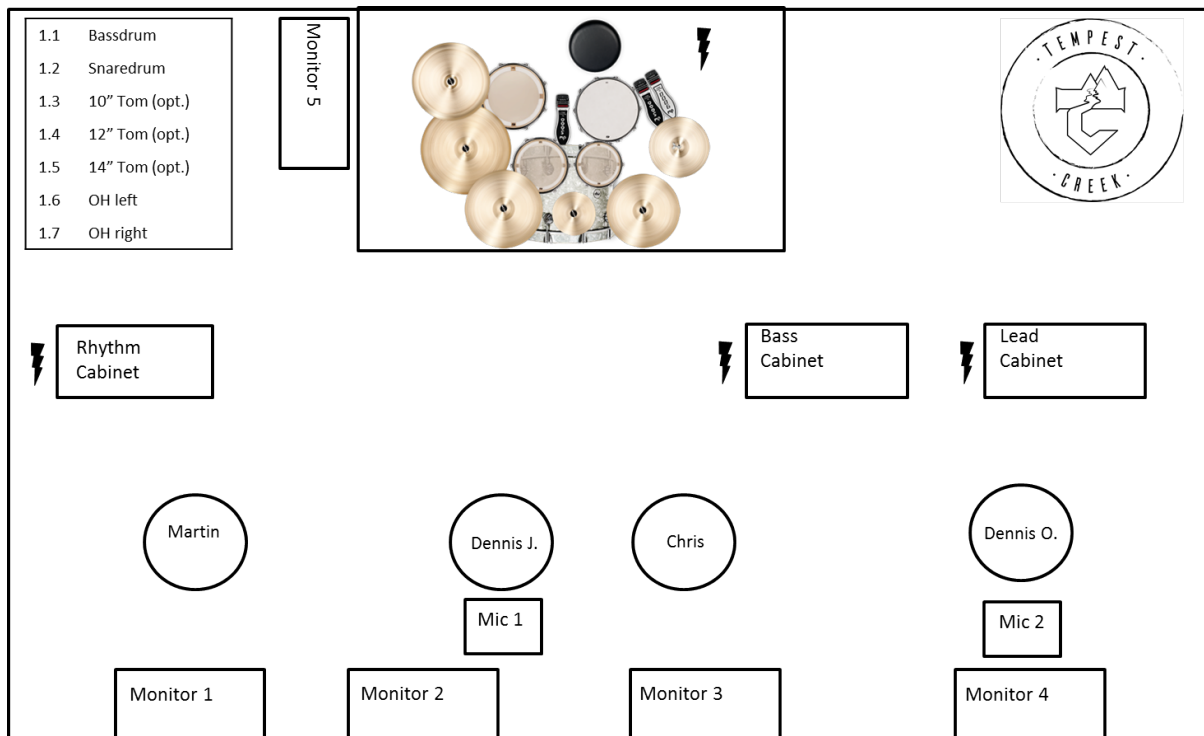 1.1 Bassdrum
1.2 Snaredrum
1.3 10” Tom (opt.)
1.4 12” Tom (opt.)
1.5 14” Tom (opt.)
1.6 OH left
1.7 OH right
Monitor 5
· TEMPEST ·
· CREEK ·
Rhythm
Cabinet
Bass
Cabinet
Lead
Cabinet
Martin
Dennis J.
Chris
Dennis O.
Mic 1
Mic 2
Monitor 1
Monitor 2
Monitor 3
Monitor 4